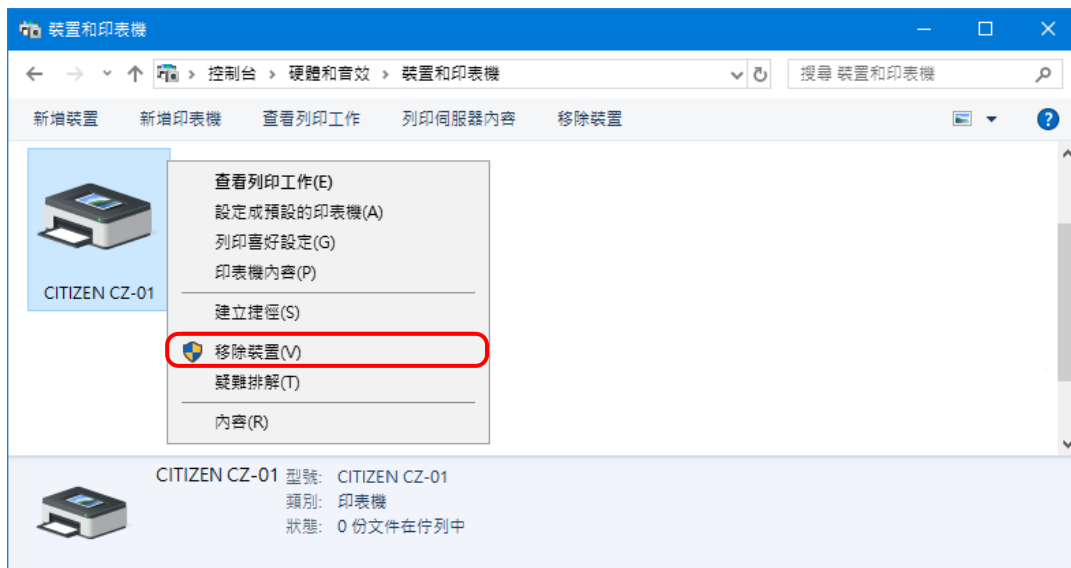 裝置和印表機
控制台 › 硬體和音效 › 裝置和印表機
搜尋 裝置和印表機
新增裝置 新增印表機 查看列印工作 列印伺服器內容 移除裝置
查看列印工作(E)
設定成預設的印表機(A)
列印喜好設定(G)
印表機內容(P)
CITIZEN CZ-01
建立捷徑(S)
移除裝置(V)
疑難排解(T)
內容(R)
CITIZEN CZ-01 型號: CITIZEN CZ-01
類別: 印表機
狀態: 0 份文件在佇列中